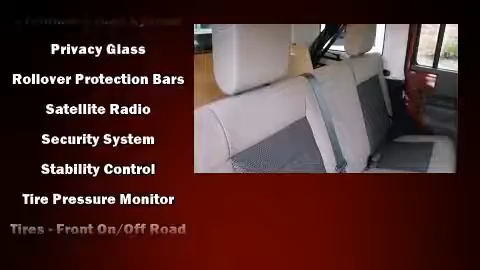 Privacy Glass
Rollover Protection Bars
Satellite Radio
Security System
Stability Control
Tire Pressure Monitor
Tires - Front On/Off Road